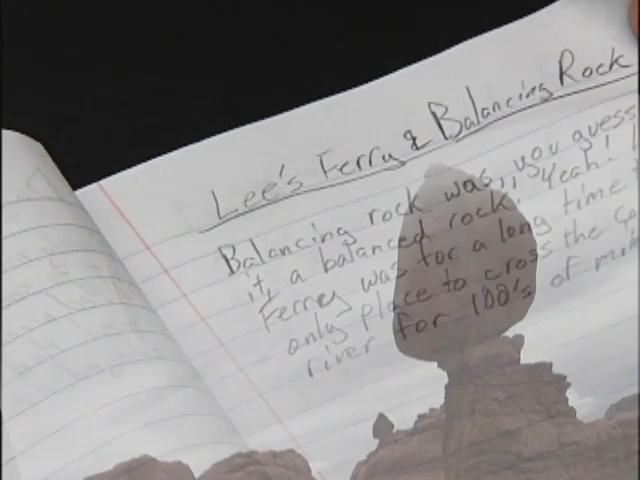 Lee's Ferry & Balancing Rock
Balancing rock was, you guess
it, a balanced rock, Yeah!
Ferry was for a long time
only place to cross the
river for 100's of